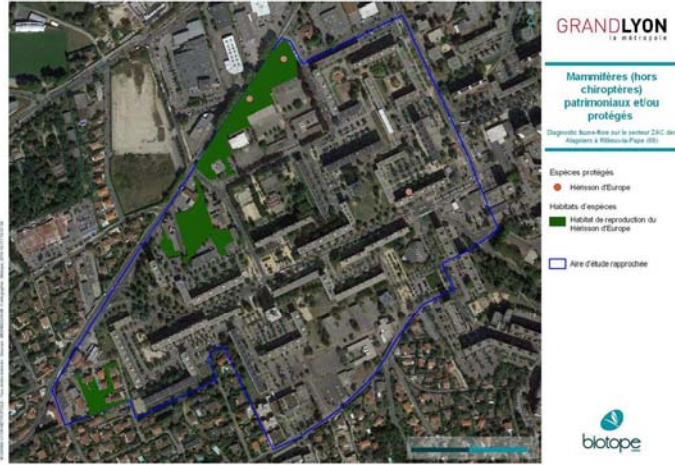 GRANDLYON
la métropole
Mammifères (hors
chiroptères)
patrimoniaux et/ou
protégés
Diagnostic faune-flore sur le secteur ZAC des
Alagniers à Rillieux-la-Pape (69)
Espèces protégés
Hérisson d'Europe
Habitats d'espèces
Habitat de reproduction du
Hérisson d'Europe
Aire d'étude rapprochée
biotope